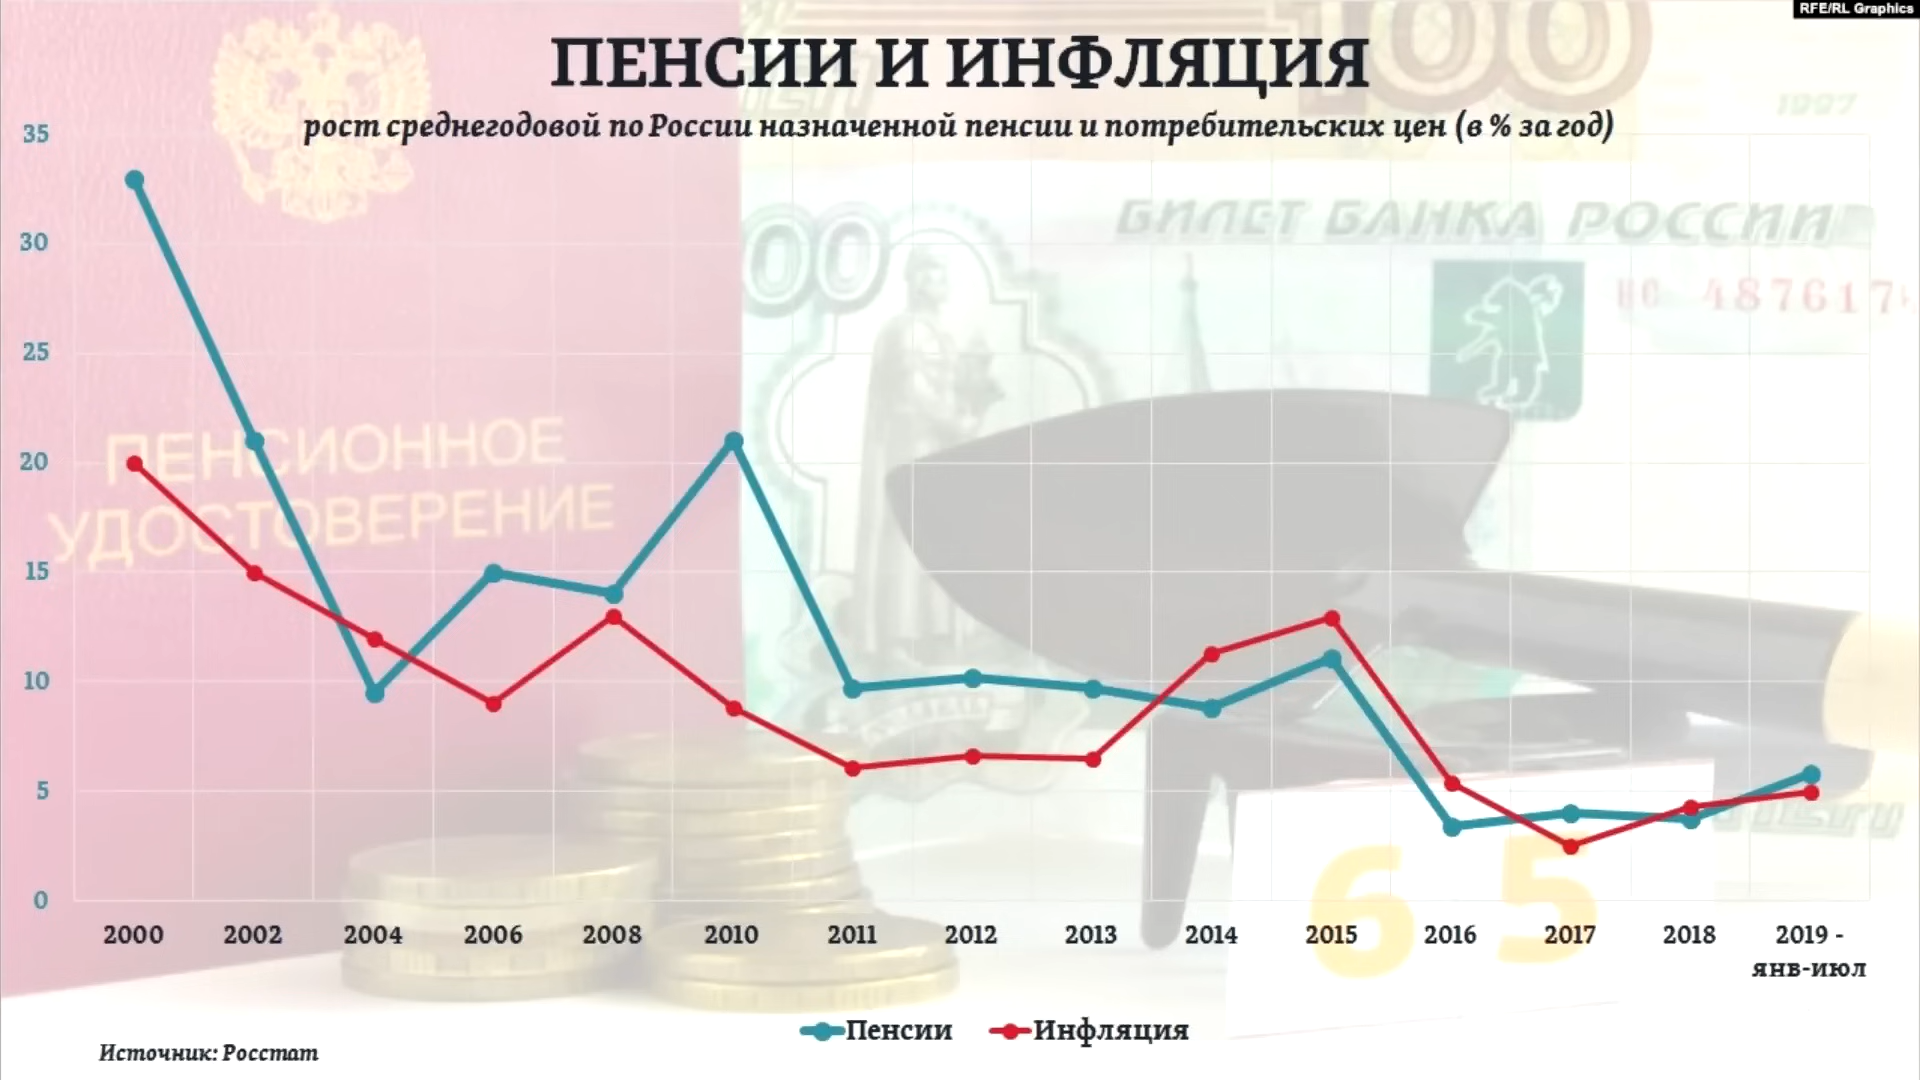 RFE/RL Graphics
ПЕНСИИ И ИНФЛЯЦИЯ
рост среднегодовой по России назначенной пенсии и потребительских цен (в % за год)
1997
БИЛЕТ БАНКА РОССИИ
487617
ПЕНСИОННОЕ
УДОСТОВЕРЕНИЕ
35
30
25
20
15
10
5
0
65
2000 2002 2004 2006 2008 2010 2011 2012 2013 2014 2015 2016 2017 2018 2019 -
янв-июл
Пенсии Инфляция
Источник: Росстат